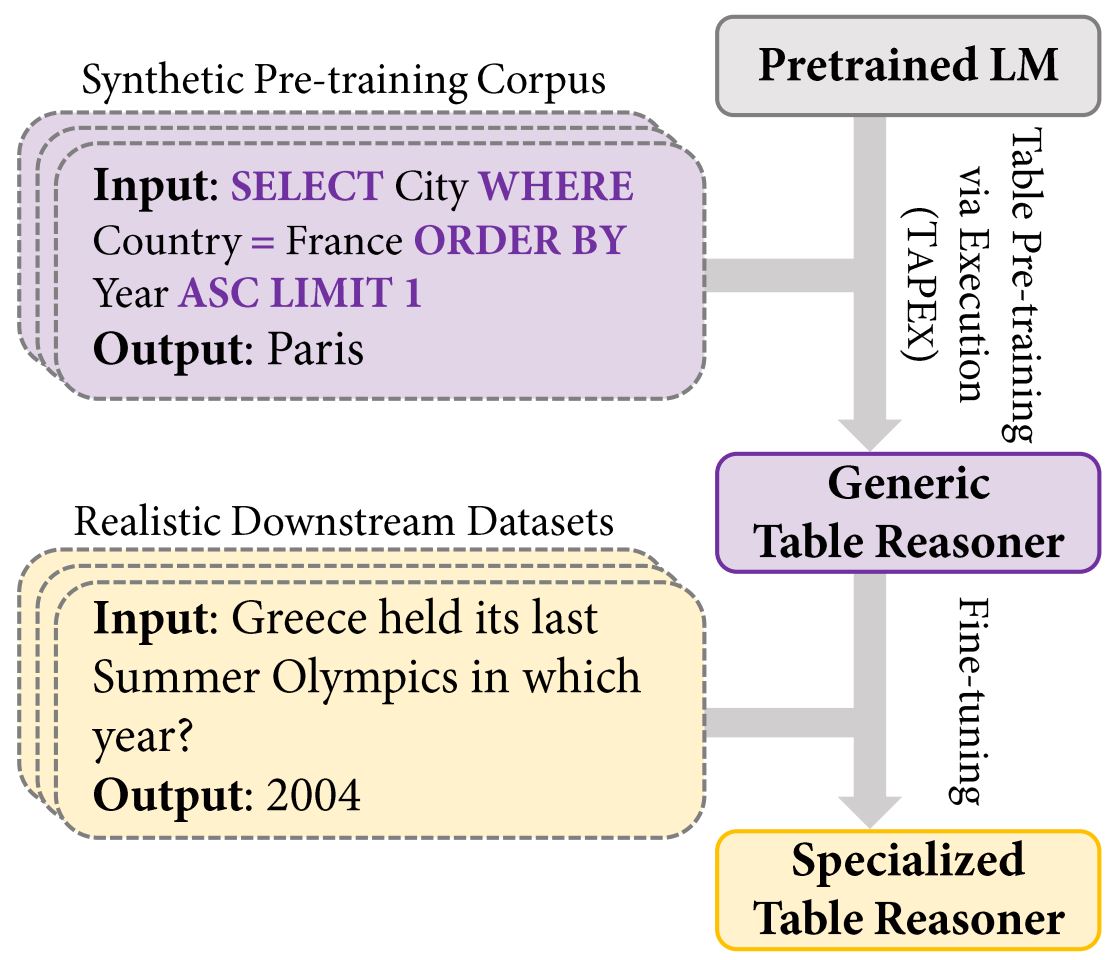 Synthetic Pre-training Corpus
Input: SELECT City WHERE
Country = France ORDER BY
Year ASC LIMIT 1
Output: Paris
Pretrained LM
Table Pre-training
via Execution
(TAPEX)
Generic
Table Reasoner
Realistic Downstream Datasets
Input: Greece held its last
Summer Olympics in which
year?
Output: 2004
Fine-tuning
Specialized
Table Reasoner